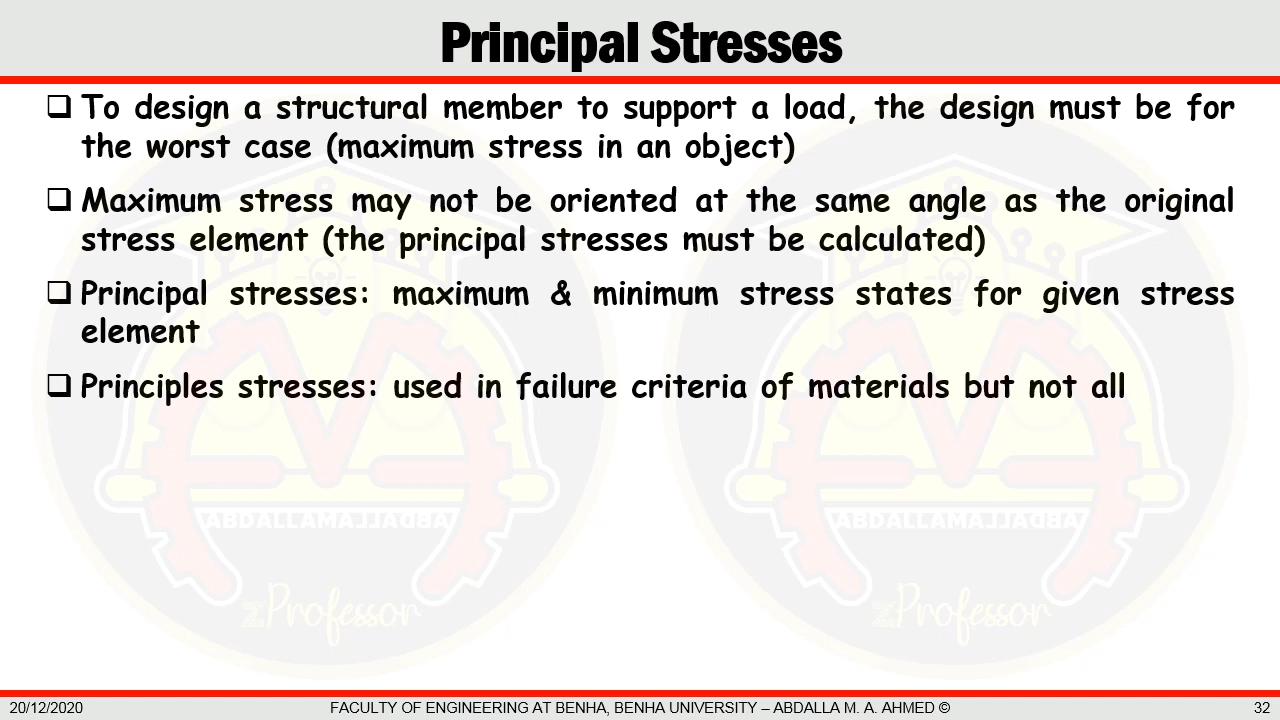 Principal Stresses
❑ To design a structural member to support a load, the design must be for
the worst case (maximum stress in an object)
❑ Maximum stress may not be oriented at the same angle as the original
stress element (the principal stresses must be calculated)
❑ Principal stresses: maximum & minimum stress states for given stress
element
❑ Principles stresses: used in failure criteria of materials but not all
ABDALLAMALLADBA ABDALLAMALLADBA
zProfessor zProfessor
20/12/2020 FACULTY OF ENGINEERING AT BENHA, BENHA UNIVERSITY – ABDALLA M. A. AHMED © 32